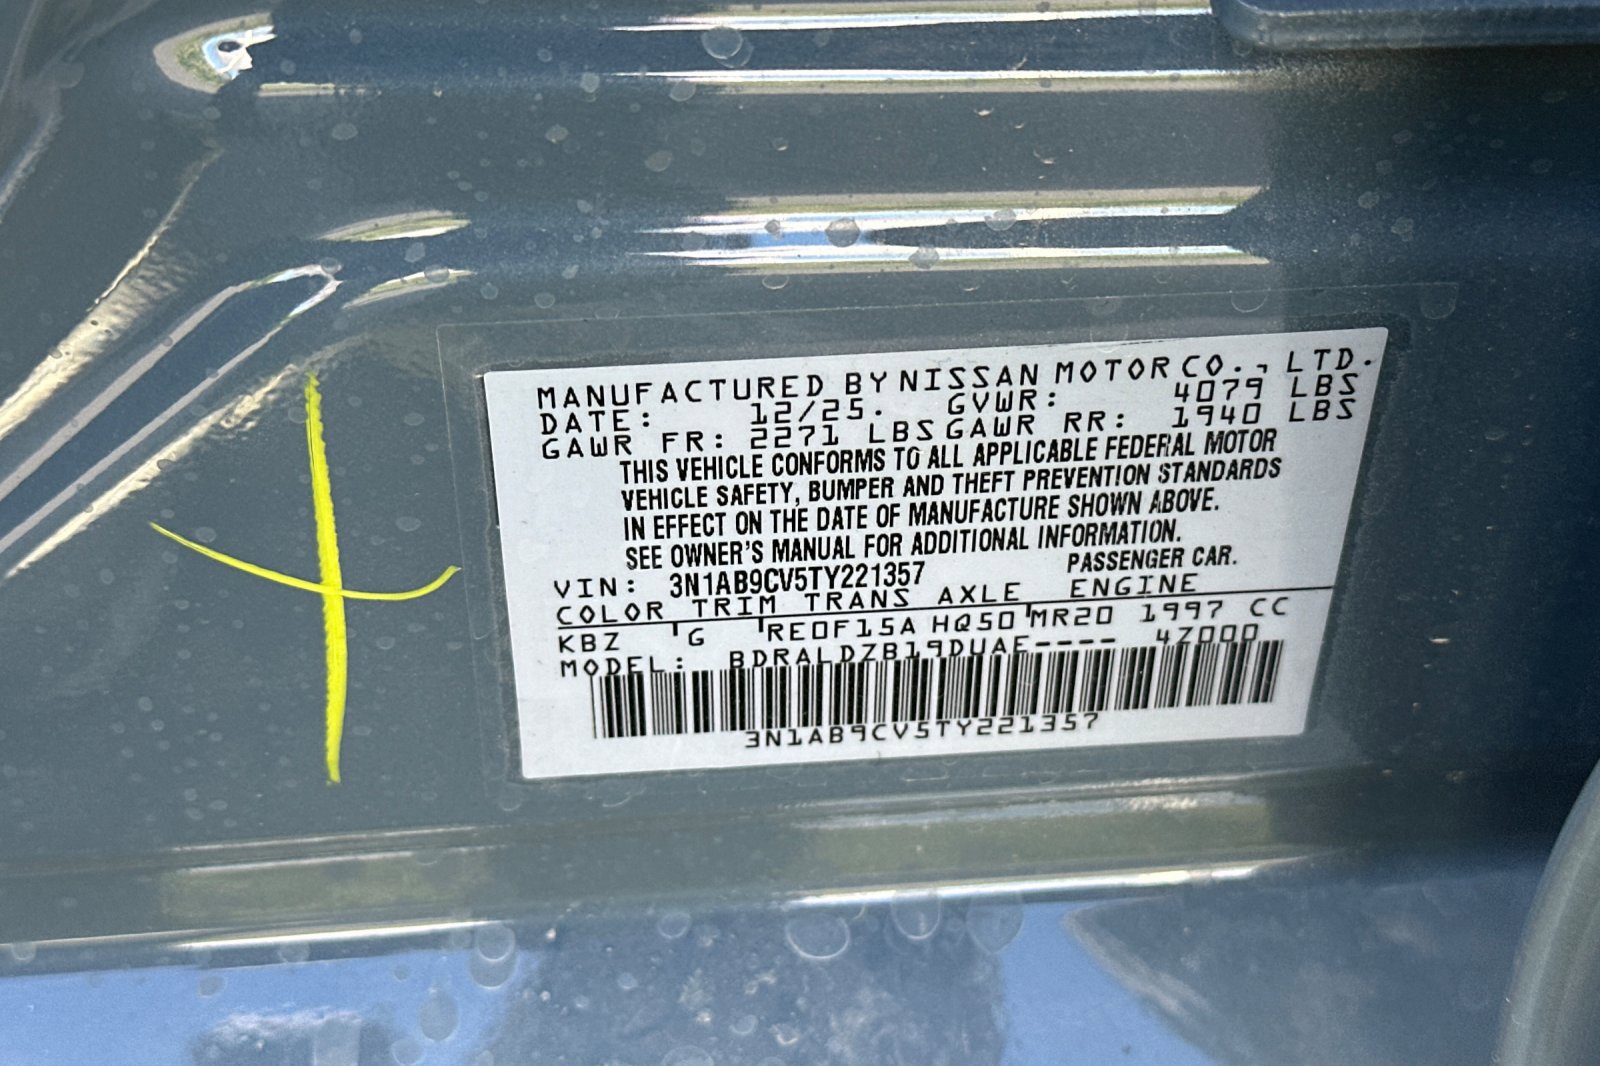 MANUFACTURED BY NISSAN MOTOR CO., LTD.
DATE: 12/25. GVWR: 4079 LBS
GAWR FR: 2271 LBS GAWR RR: 1940 LBS
THIS VEHICLE CONFORMS TO ALL APPLICABLE FEDERAL MOTOR
VEHICLE SAFETY, BUMPER AND THEFT PREVENTION STANDARDS
IN EFFECT ON THE DATE OF MANUFACTURE SHOWN ABOVE.
SEE OWNER'S MANUAL FOR ADDITIONAL INFORMATION.
VIN: 3N1AB9CV5TY221357 PASSENGER CAR.
COLOR TRIM TRANS AXLE ENGINE
KBZ G RE0F15A HQ50 MR20 1997 CC
MODEL: BDRALDZB19DUAE---- 4Z000
3N1AB9CV5TY221357